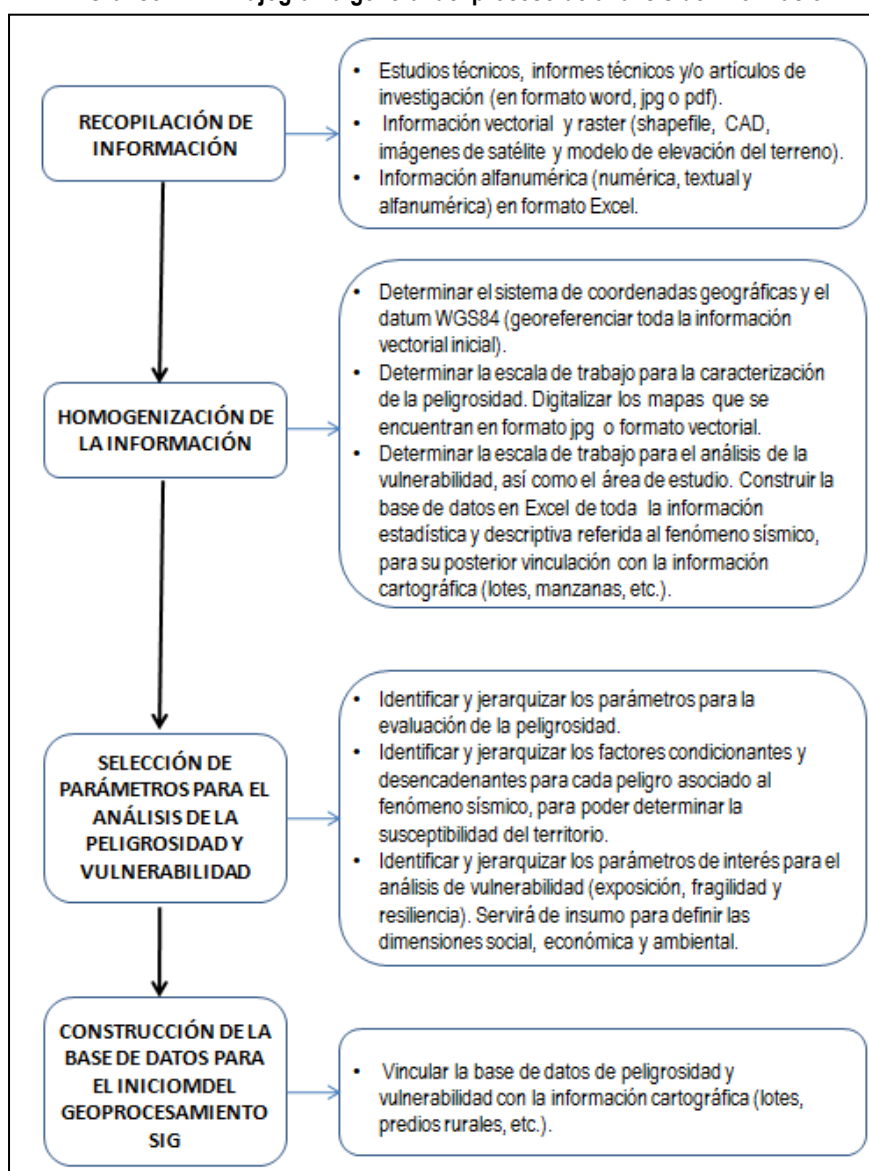 RECOPILACIÓN DE
INFORMACIÓN
• Estudios técnicos, informes técnicos y/o artículos de
investigación (en formato word, jpg o pdf).
• Información vectorial y raster (shapefile, CAD,
imágenes de satélite y modelo de elevación del terreno).
• Información alfanumérica (numérica, textual y
alfanumérica) en formato Excel.
HOMOGENIZACIÓN DE
LA INFORMACIÓN
• Determinar el sistema de coordenadas geográficas y el
datum WGS84 (georeferenciar toda la información
vectorial inicial).
• Determinar la escala de trabajo para la caracterización
de la peligrosidad. Digitalizar los mapas que se
encuentran en formato jpg o formato vectorial.
• Determinar la escala de trabajo para el análisis de la
vulnerabilidad, así como el área de estudio. Construir la
base de datos en Excel de toda la información
estadística y descriptiva referida al fenómeno sísmico,
para su posterior vinculación con la información
cartográfica (lotes, manzanas, etc.).
SELECCIÓN DE
PARÁMETROS PARA EL
ANÁLISIS DE LA
PELIGROSIDAD Y
VULNERABILIDAD
• Identificar y jerarquizar los parámetros para la
evaluación de la peligrosidad.
• Identificar y jerarquizar los factores condicionantes y
desencadenantes para cada peligro asociado al
fenómeno sísmico, para poder determinar la
susceptibilidad del territorio.
• Identificar y jerarquizar los parámetros de interés para el
análisis de vulnerabilidad (exposición, fragilidad y
resiliencia). Servirá de insumo para definir las
dimensiones social, económica y ambiental.
CONSTRUCCIÓN DE LA
BASE DE DATOS PARA
EL INICIOMDEL
GEOPROCESAMIENTO
SIG
• Vincular la base de datos de peligrosidad y
vulnerabilidad con la información cartográfica (lotes,
predios rurales, etc.).